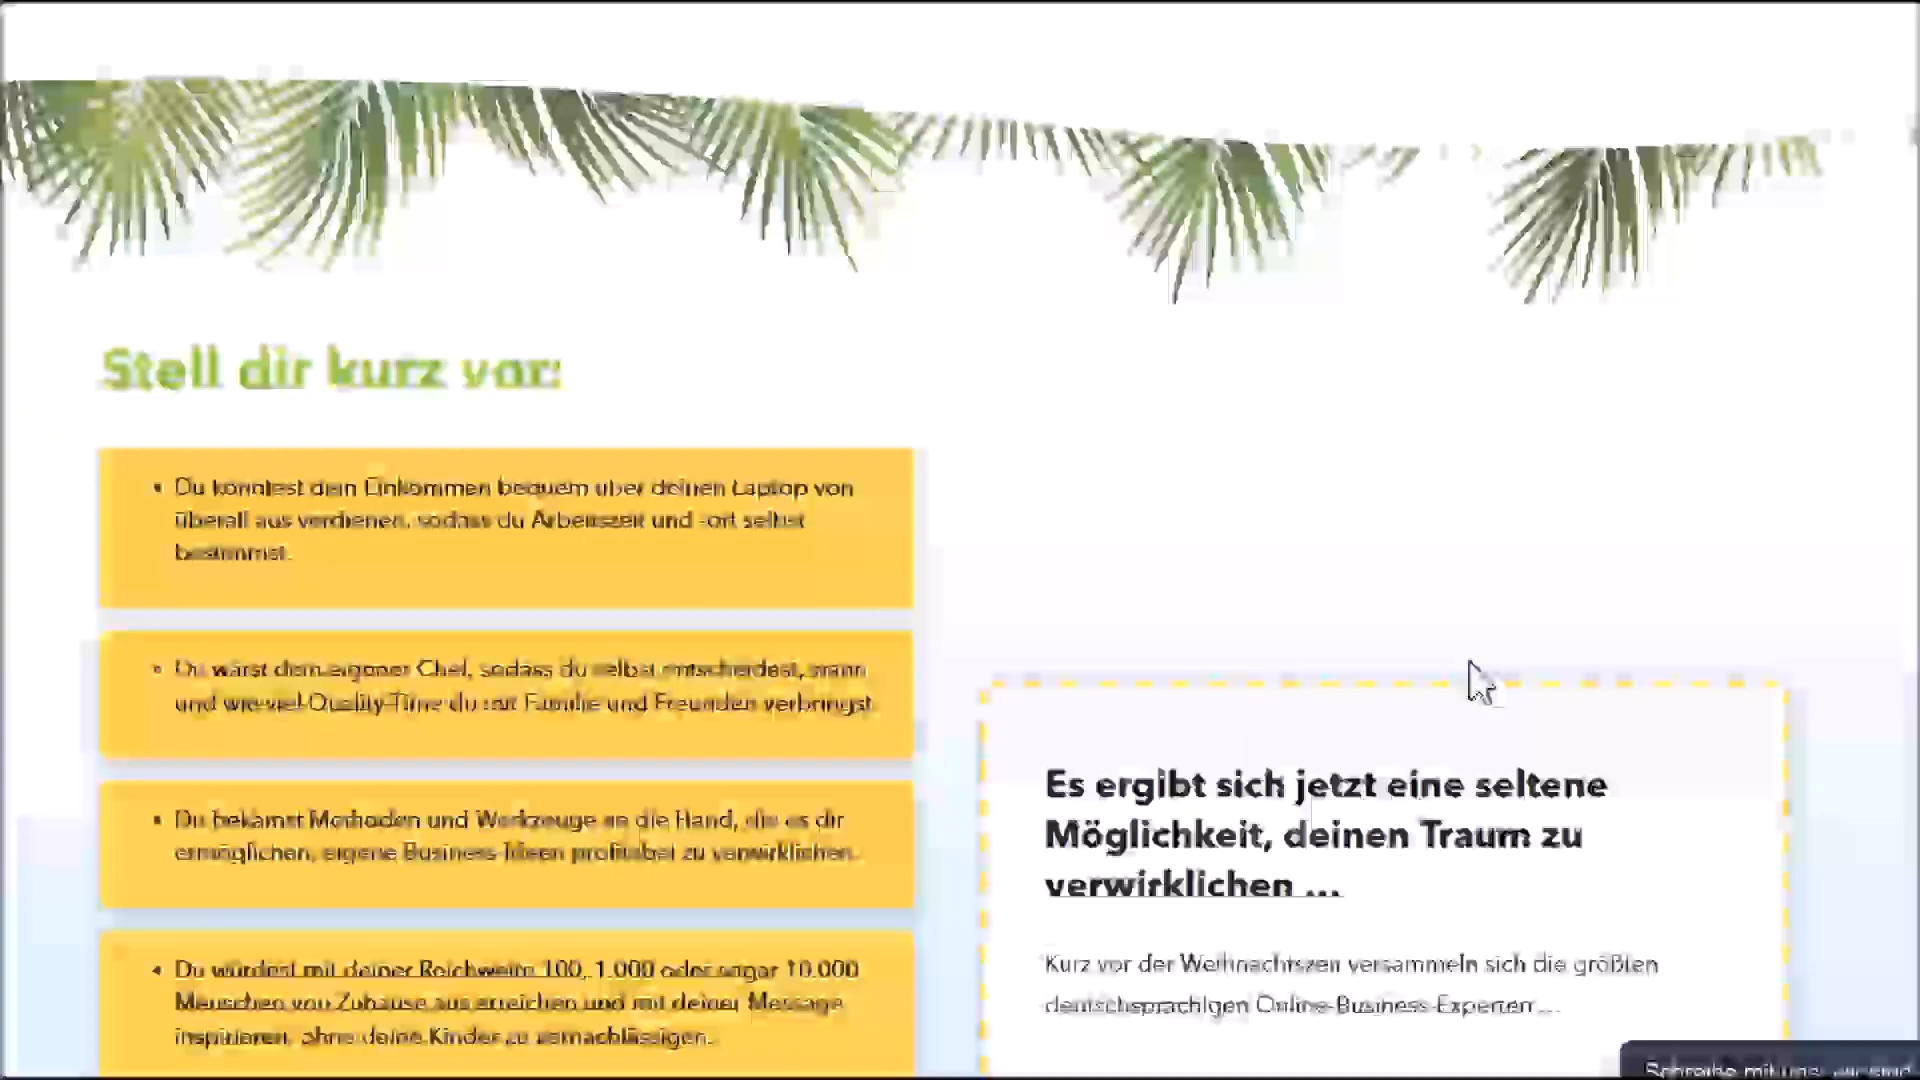 Stell dir kurz vor:
• Du könntest dein Einkommen bequem über deinen Laptop von
überall aus verdienen, sodass du Arbeitszeit und -ort selbst
bestimmst.
• Du wärst dein eigener Chef, sodass du selbst entscheidest, wann
und wie viel Quality-Time du mit Familie und Freunden verbringst.
• Du bekämst Methoden und Werkzeuge an die Hand, die es dir
ermöglichen, eigene Business-Ideen profitabel zu verwirklichen.
• Du würdest mit deiner Reichweite 100, 1.000 oder sogar 10.000
Menschen von Zuhause aus erreichen und mit deiner Message
inspirieren, ohne deine Kinder zu vernachlässigen.
Es ergibt sich jetzt eine seltene
Möglichkeit, deinen Traum zu
verwirklichen ...
Kurz vor der Weihnachtszeit versammeln sich die größten
deutschsprachigen Online-Business-Experten ...